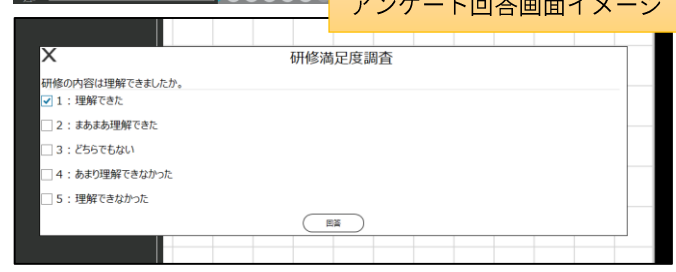 アンケート回答画面イメージ
X
研修満足度調査
研修の内容は理解できましたか。
1：理解できた
2：まあまあ理解できた
3：どちらでもない
4：あまり理解できなかった
5：理解できなかった
回答